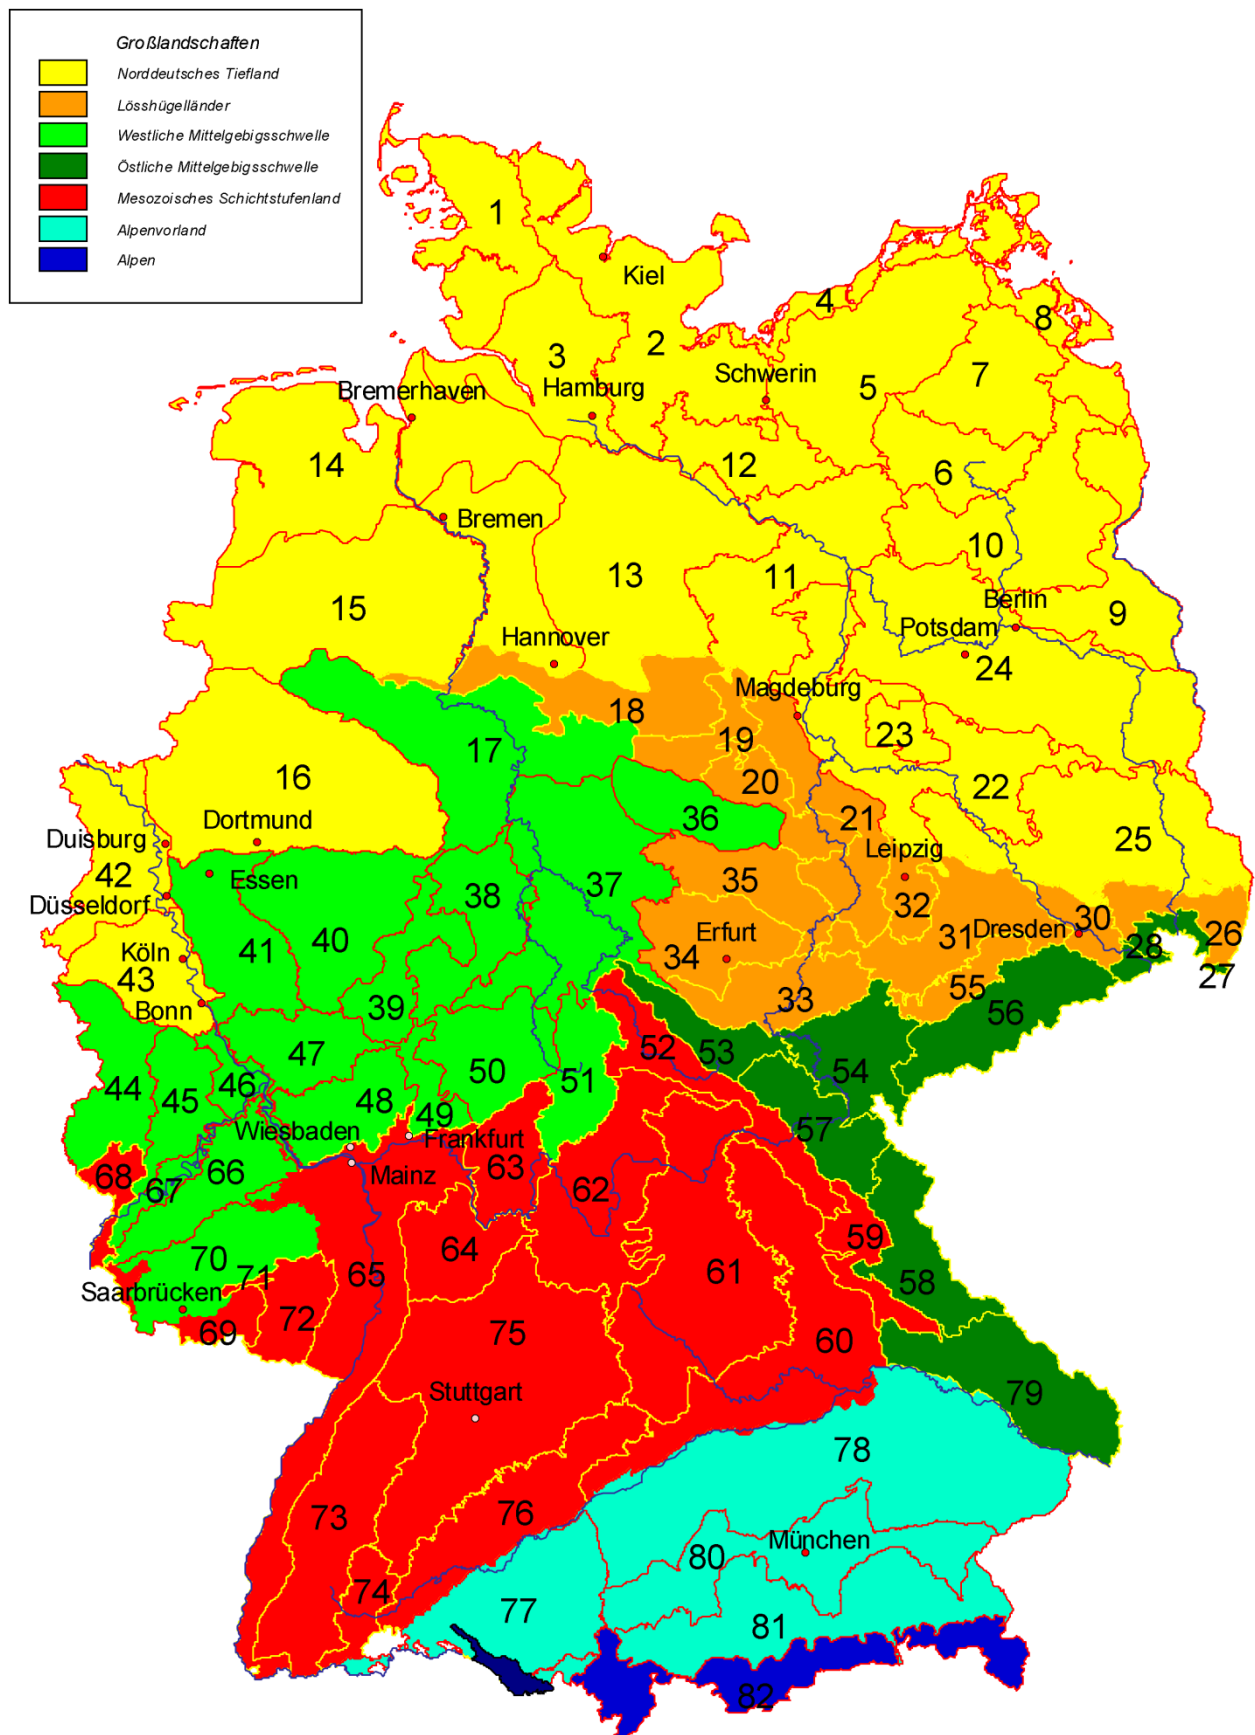 Großlandschaften
Norddeutsches Tiefland
Lösshügelländer
Westliche Mittelgebigsschwelle
Östliche Mittelgebigsschwelle
Mesozoisches Schichtstufenland
Alpenvorland
Alpen
1
Kiel
4
8
2
3
Schwerin
7
5
Bremerhaven
Hamburg
14
12
6
Bremen
10
13
11
15
Berlin
9
Hannover
Potsdam
24
Magdeburg
18
17
19
23
16
20
22
36
21
Dortmund
25
Duisburg
Leipzig
42
Essen
37
35
38
Düsseldorf
32
30
41
40
Erfurt
31
Dresden
26
Köln
34
28
43
27
33
55
Bonn
39
56
47
52
53
50
54
44
45
46
51
48
49
57
Wiesbaden
Frankfurt
68
66
Mainz
63
67
62
59
64
70
71
65
61
58
Saarbrücken
72
69
75
60
Stuttgart
79
78
73
76
München
80
74
77
81
82